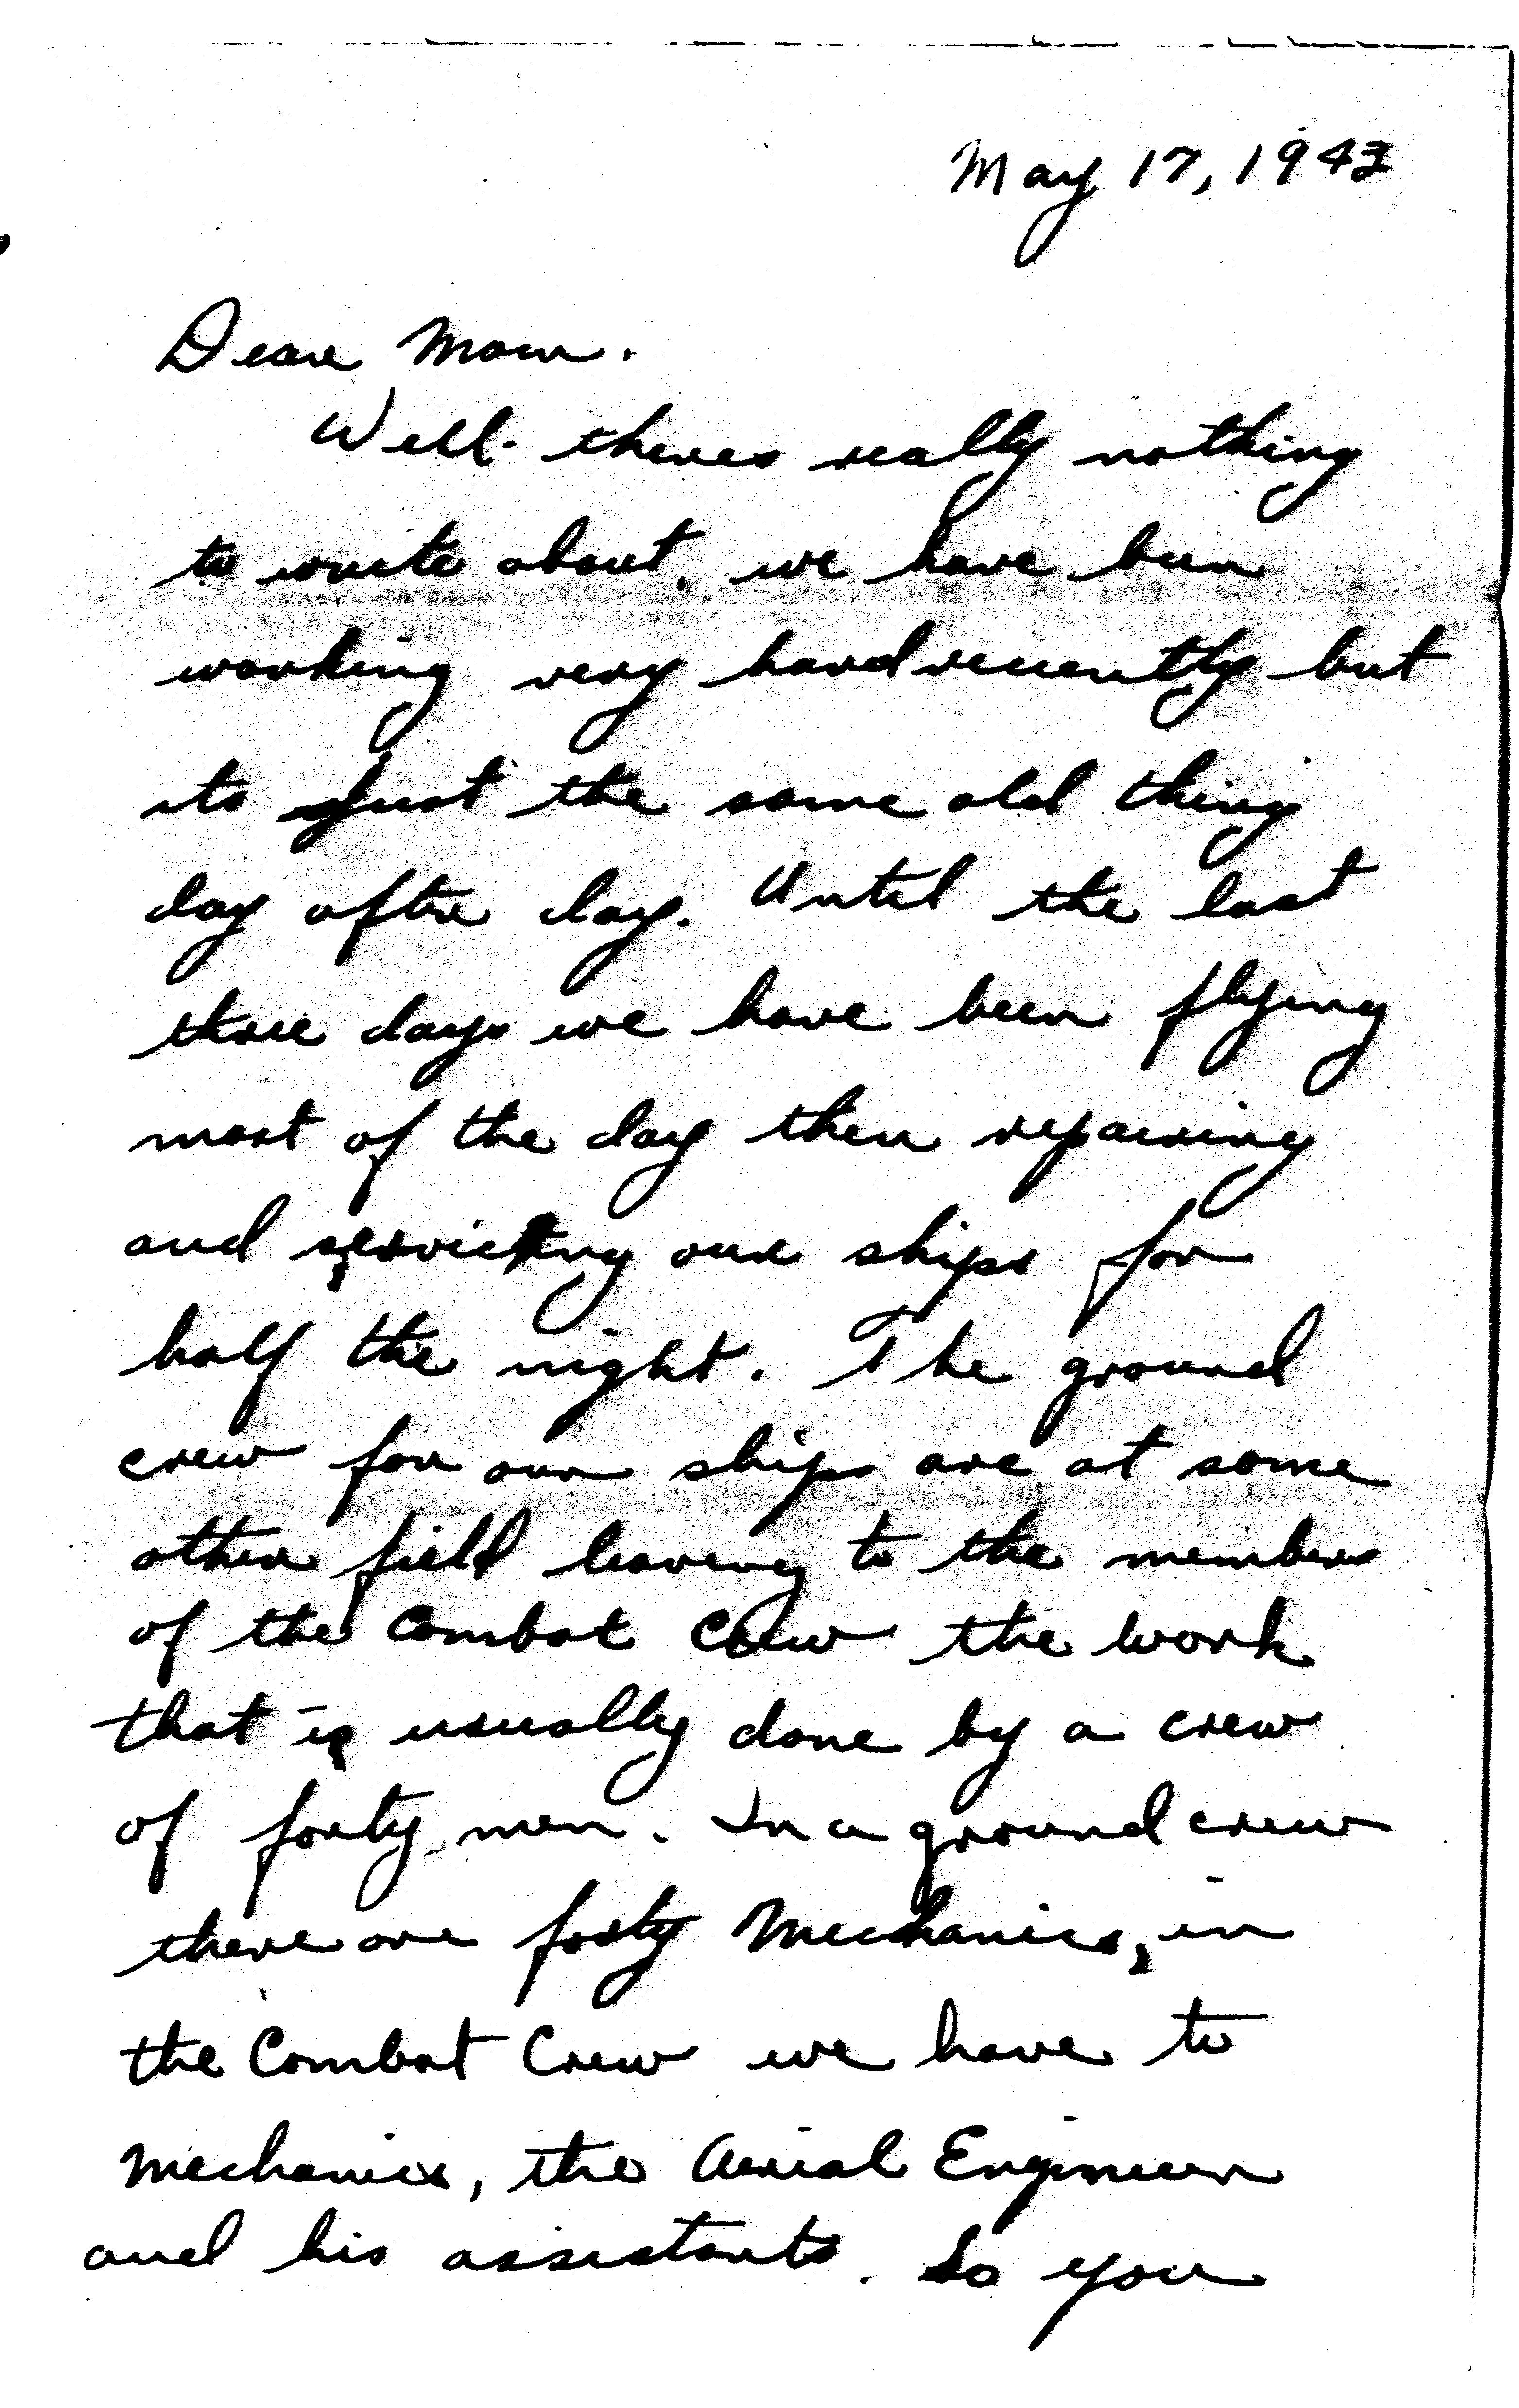 May 17, 1943
Dear Mom.
Well theres really nothing
to write about. we have been
working very hard recently but
its just the same old thing
day after day. Until the last
three days we have been flying
most of the day then repairing
and servicing our ships for
half the night. The ground
crew for our ships are at some
other field leaving to the members
of the Combat Crew the work
that is usually done by a crew
of forty men. In a ground crew
there are forty Mechanics, in
the Combat Crew we have to
Mechanics, the Aerial Engineer
and his assistants. So you